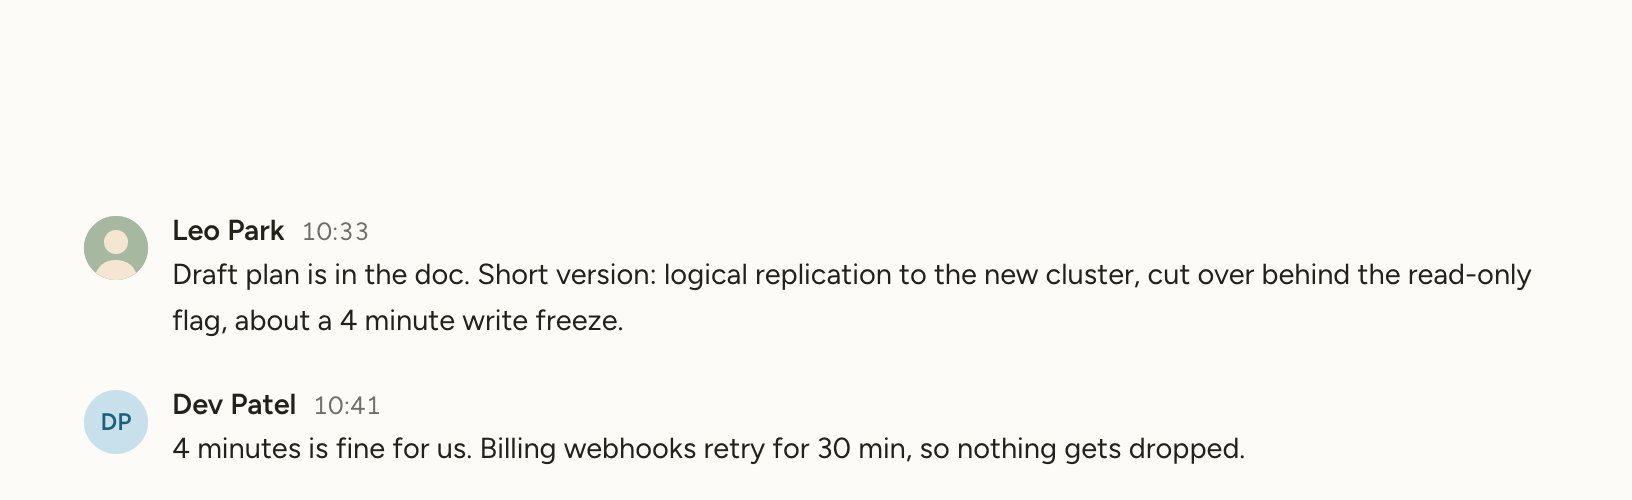 Leo Park 10:33
Draft plan is in the doc. Short version: logical replication to the new cluster, cut over behind the read-only
flag, about a 4 minute write freeze.
DP
Dev Patel 10:41
4 minutes is fine for us. Billing webhooks retry for 30 min, so nothing gets dropped.